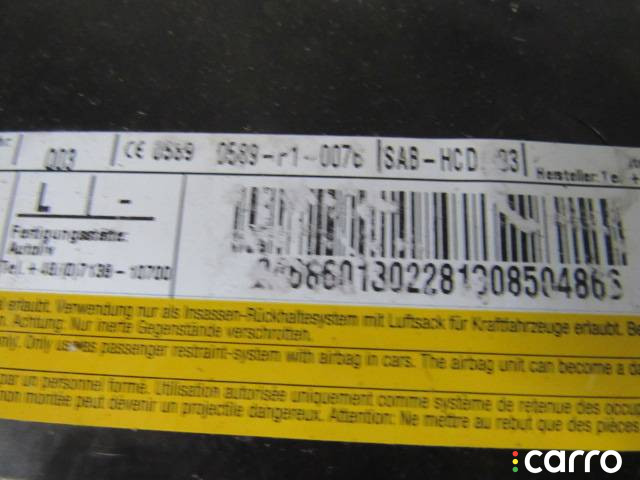 003 CE 0589 0589-r1-007 SAB-HCD 03
Hersteller:
L -
Fertigungsstätte:
Autoliv
Tel. +49(0)7138-10700
erlaubt. Verwendung nur als Insassen-Rückhaltesystem mit Luftsack für Kraftfahrzeuge erlaubt.
Achtung: Nur inerte Gegenstände verschrotten.
only. Only use as passenger restraint-system with airbag in cars. The airbag unit can become a
par un personnel formé. Utilisation autorisée uniquement comme système de retenue des
non montée peut devenir un projectile dangereux. Attention: Ne mettre au rebut que des pièces
carro